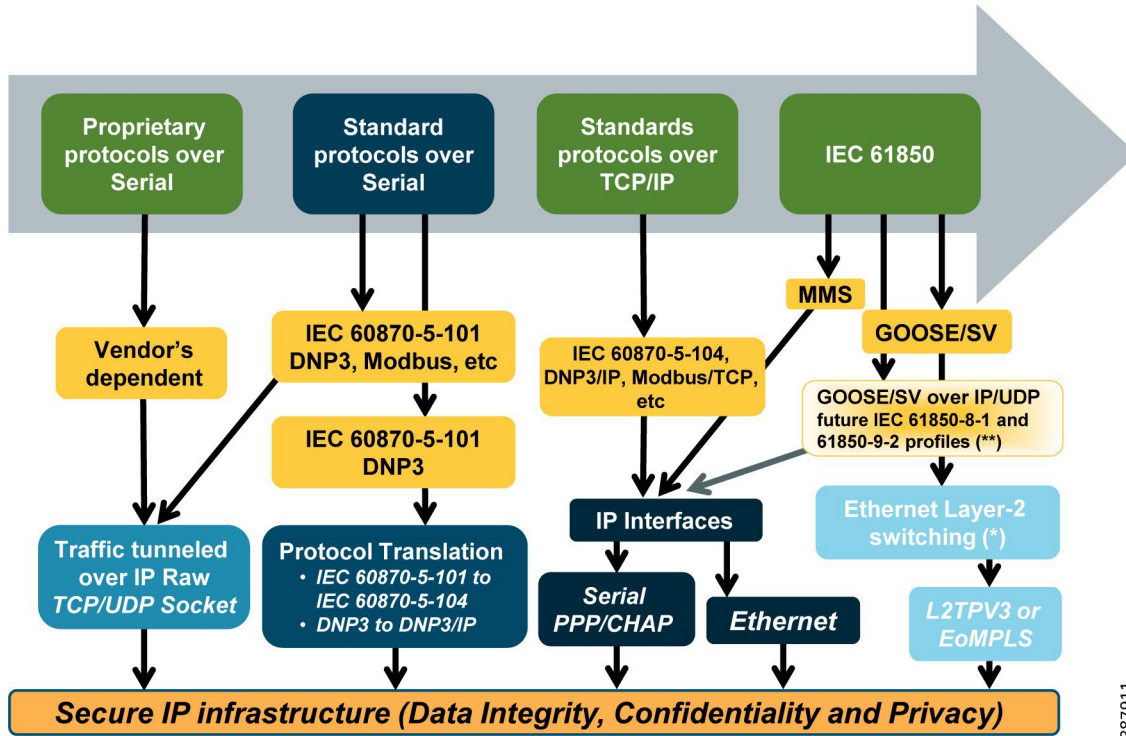 Proprietary
protocols over
Serial
Standard
protocols over
Serial
Standards
protocols over
TCP/IP
IEC 61850
MMS
GOOSE/SV
Vendor's
dependent
IEC 60870-5-101
DNP3, Modbus, etc
IEC 60870-5-104,
DNP3/IP, Modbus/TCP,
etc
GOOSE/SV over IP/UDP
future IEC 61850-8-1 and
61850-9-2 profiles (**)
IEC 60870-5-101
DNP3
IP Interfaces
Ethernet Layer-2
switching (*)
Traffic tunneled
over IP Raw
TCP/UDP Socket
Protocol Translation
• IEC 60870-5-101 to
IEC 60870-5-104
• DNP3 to DNP3/IP
Serial
PPP/CHAP
Ethernet
L2TPV3 or
EoMPLS
Secure IP infrastructure (Data Integrity, Confidentiality and Privacy)